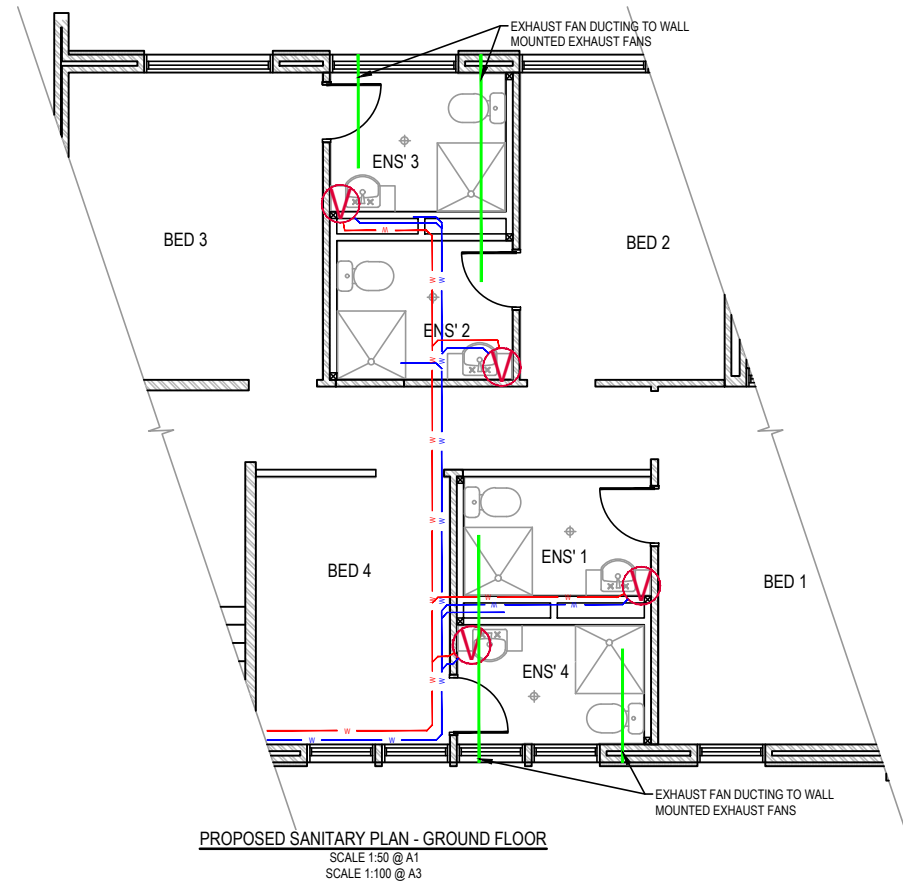 EXHAUST FAN DUCTING TO WALL
MOUNTED EXHAUST FANS
ENS' 3
V
BED 3
BED 2
W
W
W
ENS' 2
V
W
W
W
W
W
W
ENS' 1
BED 4
BED 1
V
W
W
W
W
V
ENS' 4
W
W
W
W
EXHAUST FAN DUCTING TO WALL
MOUNTED EXHAUST FANS
PROPOSED SANITARY PLAN - GROUND FLOOR
SCALE 1:50 @ A1
SCALE 1:100 @ A3